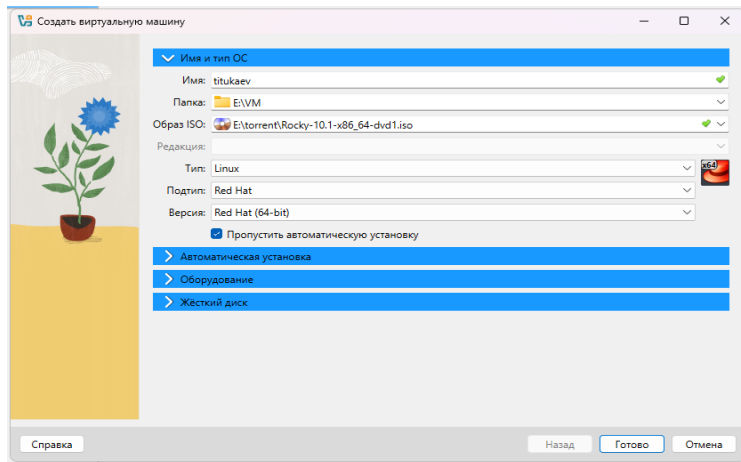 Создать виртуальную машину
Имя и тип ОС
Имя: titukaev
Папка: E:\VM
Образ ISO: E:\torrent\Rocky-10.1-x86_64-dvd1.iso
Редакция:
Тип: Linux
x64
Подтип: Red Hat
Версия: Red Hat (64-bit)
Пропустить автоматическую установку
Автоматическая установка
Оборудование
Жёсткий диск
Справка Назад Готово Отмена